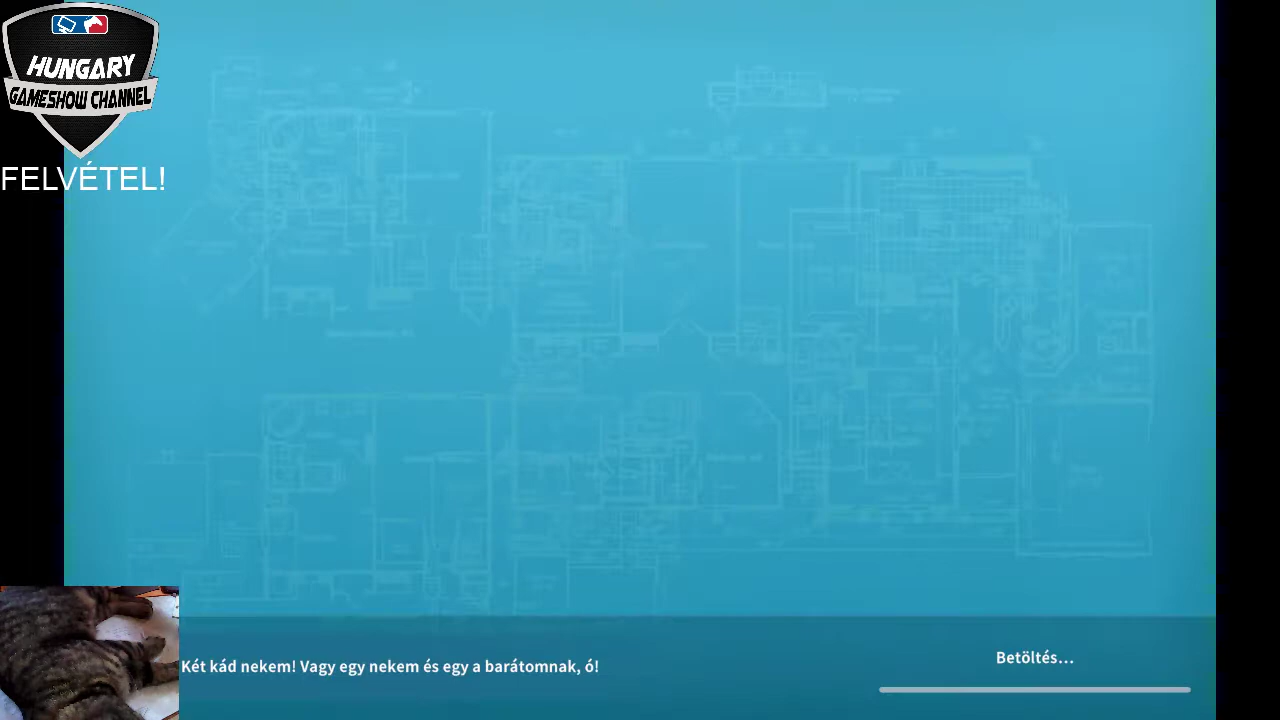 HUNGARY
GAMESHOW CHANNEL
FELVÉTEL!
Két kád nekem! Vagy egy nekem és egy a barátomnak, ó!
Betöltés...